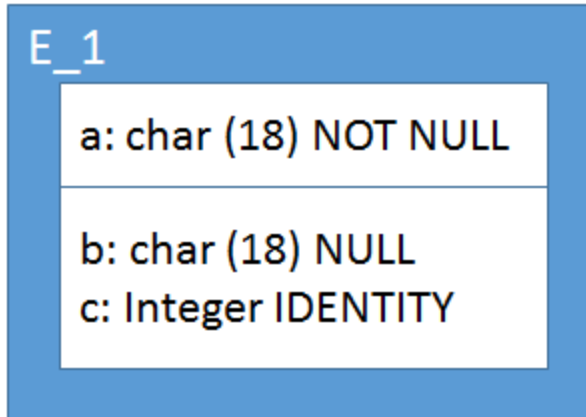 E_1
a: char (18) NOT NULL
b: char (18) NULL
c: Integer IDENTITY